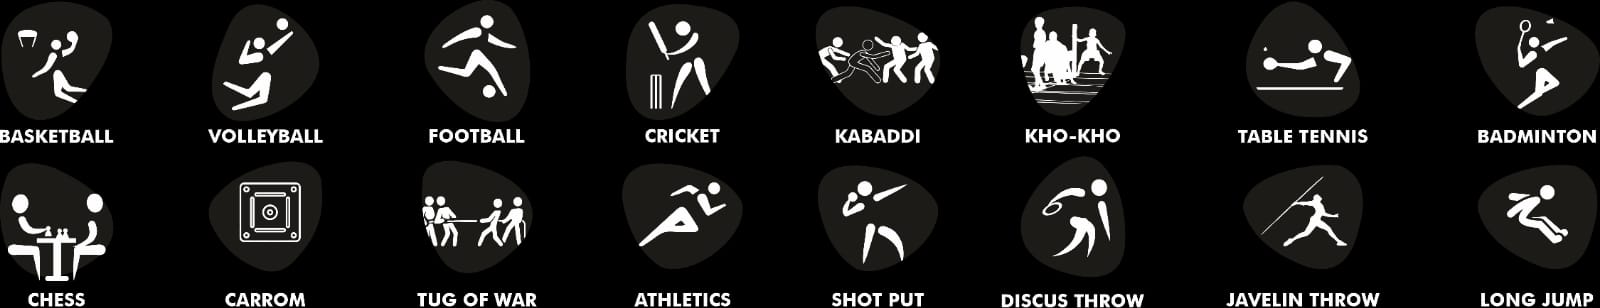 BASKETBALL VOLLEYBALL FOOTBALL CRICKET KABADDI KHO-KHO TABLE TENNIS BADMINTON
CHESS CARROM TUG OF WAR ATHLETICS SHOT PUT DISCUS THROW JAVELIN THROW LONG JUMP